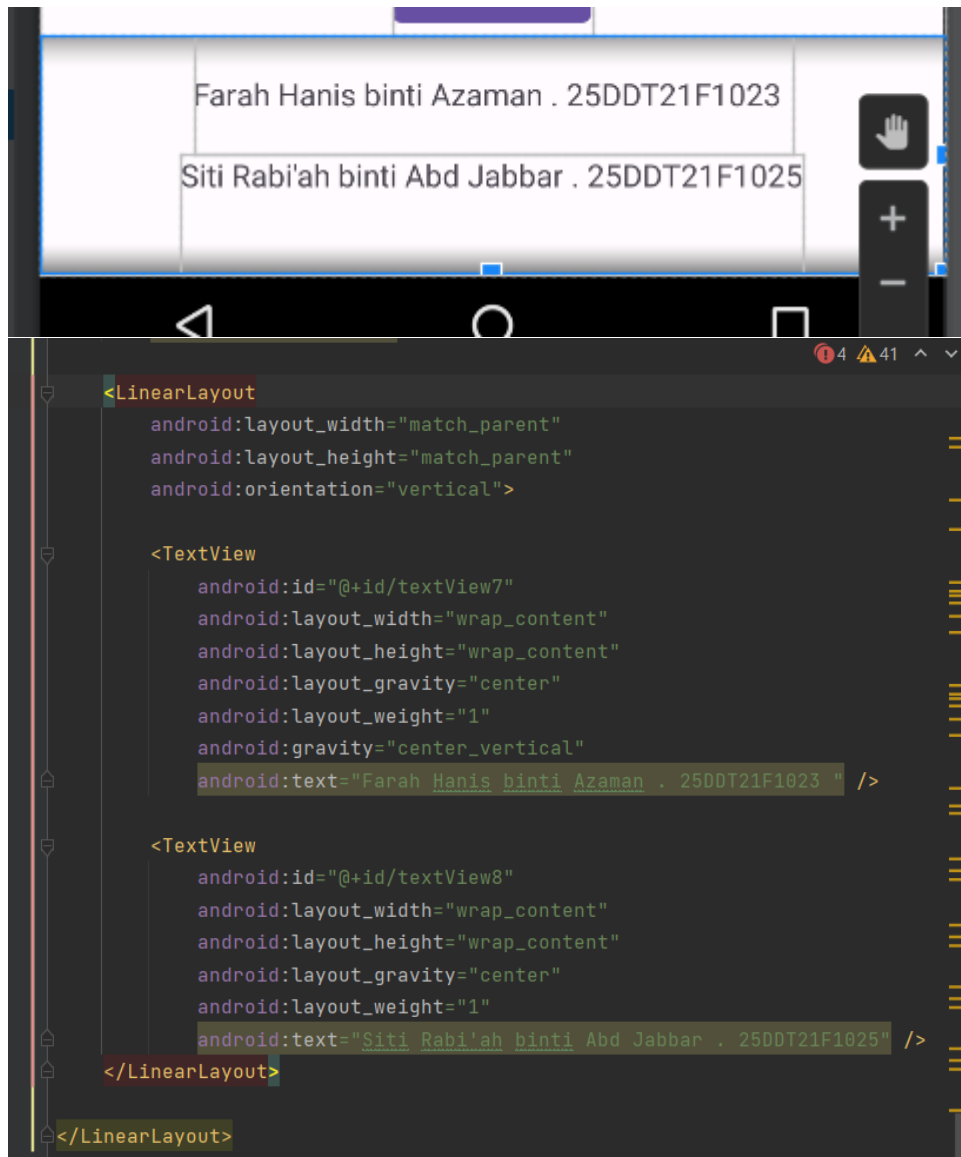 Farah Hanis binti Azaman . 25DDT21F1023
Siti Rabi'ah binti Abd Jabbar . 25DDT21F1025
+
−
4 41
<LinearLayout
android:layout_width="match_parent"
android:layout_height="match_parent"
android:orientation="vertical">
<TextView
android:id="@+id/textView7"
android:layout_width="wrap_content"
android:layout_height="wrap_content"
android:layout_gravity="center"
android:layout_weight="1"
android:gravity="center_vertical"
android:text="Farah Hanis binti Azaman . 25DDT21F1023 " />
<TextView
android:id="@+id/textView8"
android:layout_width="wrap_content"
android:layout_height="wrap_content"
android:layout_gravity="center"
android:layout_weight="1"
android:text="Siti Rabi'ah binti Abd Jabbar . 25DDT21F1025" />
</LinearLayout>
</LinearLayout>